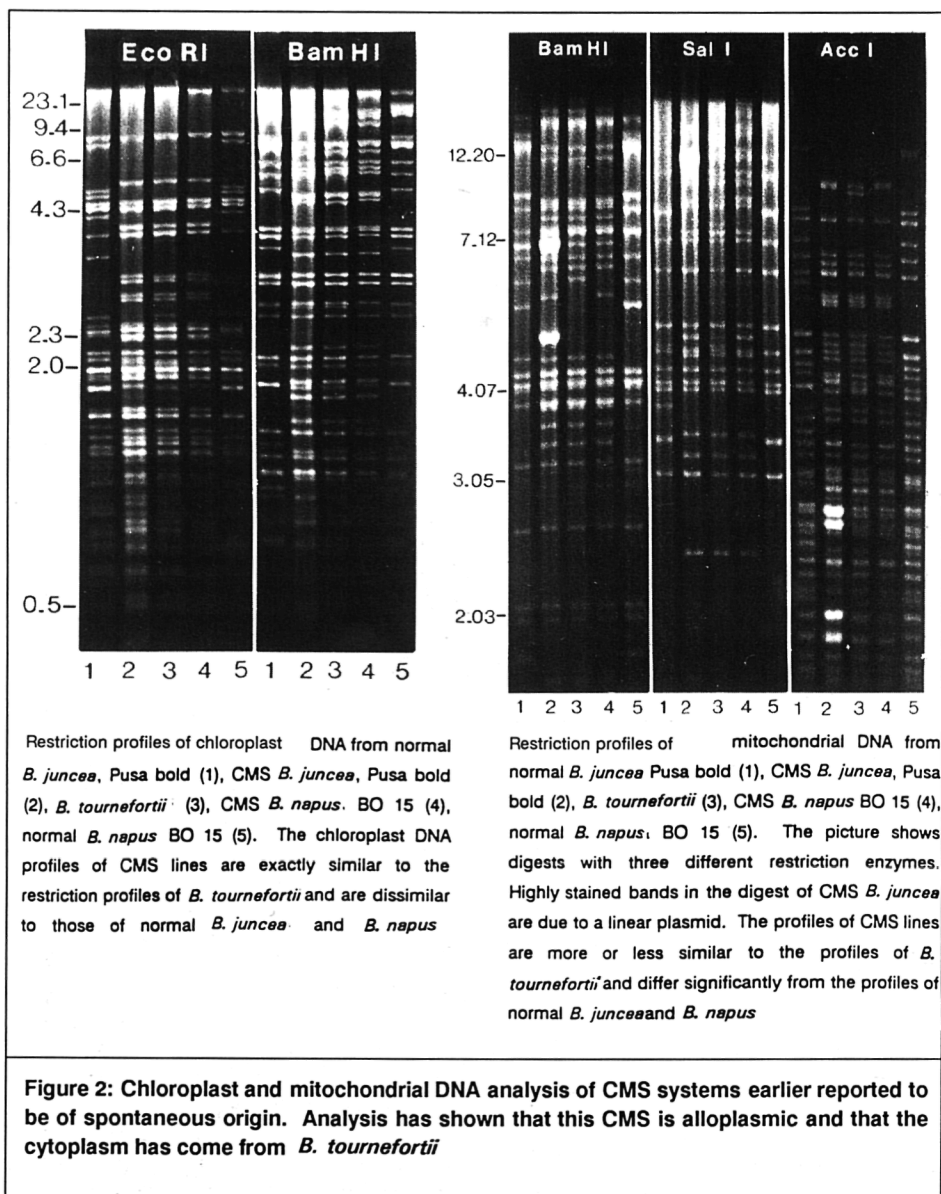 Eco RI
Bam HI
23.1
9.4
6.6
4.3
2.3
2.0
0.5
1 2 3 4 5
1 2 3 4 5
Restriction profiles of chloroplast DNA from normal
B. juncea, Pusa bold (1), CMS B. juncea, Pusa bold
(2), B. tournefortii (3), CMS B. napus. BO 15 (4),
normal B. napus BO 15 (5). The chloroplast DNA
profiles of CMS lines are exactly similar to the
restriction profiles of B. tournefortii and are dissimilar
to those of normal B. juncea and B. napus
Bam HI
Sal I
Acc I
12.20
7.12
4.07
3.05
2.03
1 2 3 4 5
1 2 3 4 5
1 2 3 4 5
Restriction profiles of mitochondrial DNA from
normal B. juncea Pusa bold (1), CMS B. juncea, Pusa
bold (2), B. tournefortii (3), CMS B. napus BO 15 (4),
normal B. napus, BO 15 (5). The picture shows
digests with three different restriction enzymes.
Highly stained bands in the digest of CMS B. juncea
are due to a linear plasmid. The profiles of CMS lines
are more or less similar to the profiles of B.
tournefortii and differ significantly from the profiles of
normal B. juncea and B. napus
Figure 2: Chloroplast and mitochondrial DNA analysis of CMS systems earlier reported to
be of spontaneous origin. Analysis has shown that this CMS is alloplasmic and that the
cytoplasm has come from B. tournefortii